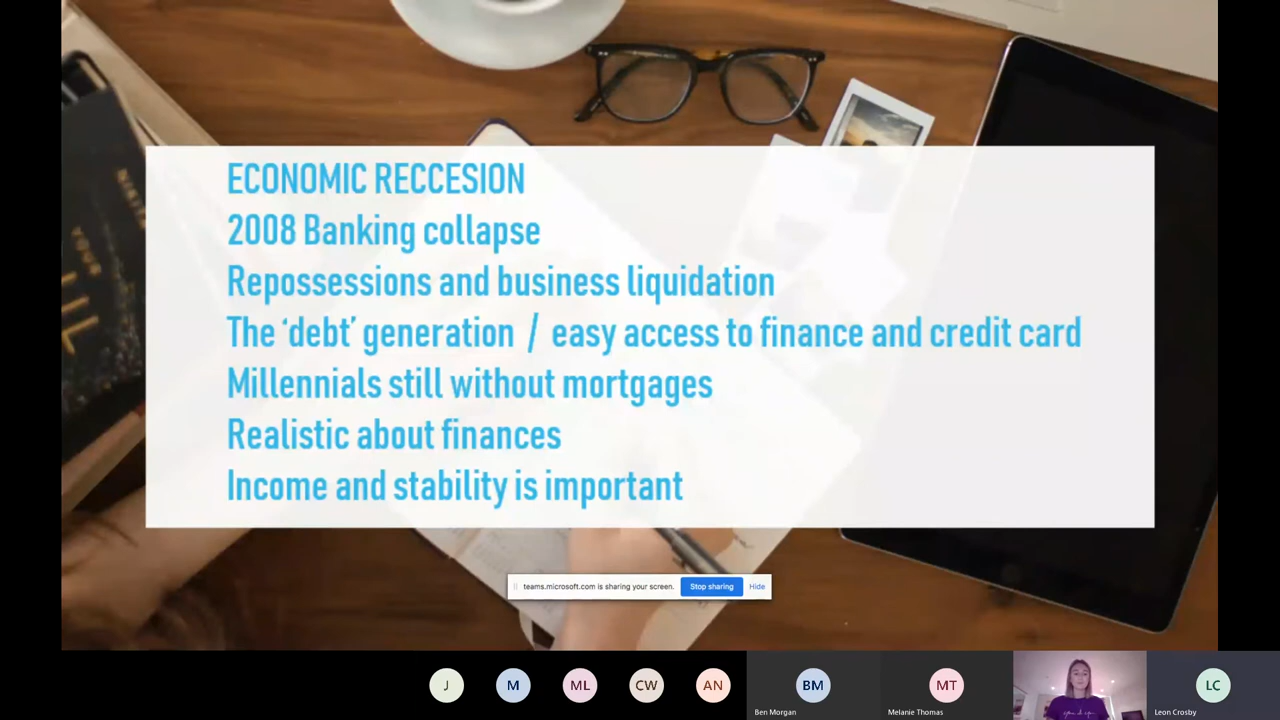 ECONOMIC RECCESION
2008 Banking collapse
Repossessions and business liquidation
The ‘debt’ generation / easy access to finance and credit card
Millennials still without mortgages
Realistic about finances
Income and stability is important
teams.microsoft.com is sharing your screen. Stop sharing Hide
J M ML CW AN BM MT LC
Ben Morgan Melanie Thomas Leon Crosby